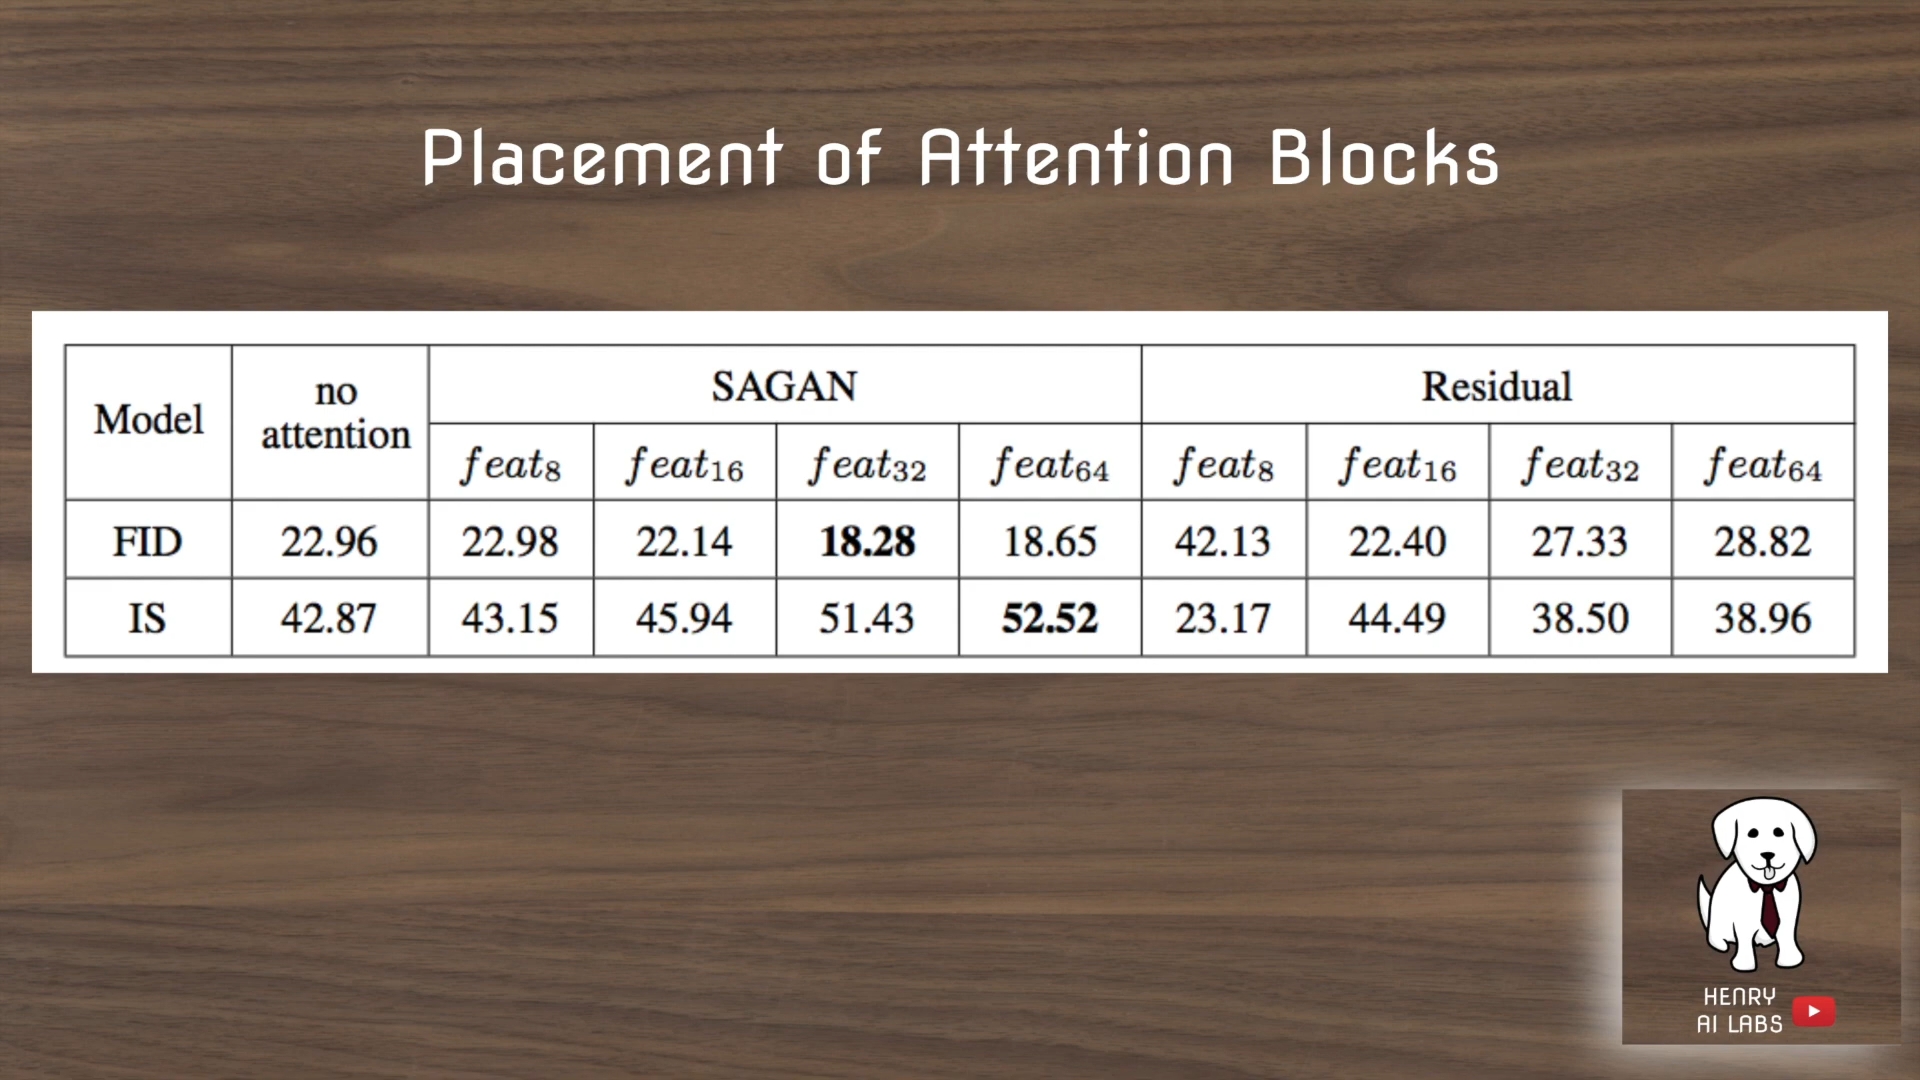 Placement of Attention Blocks
Model no attention SAGAN Residual
feat8 feat16 feat32 feat64 feat8 feat16 feat32 feat64
FID 22.96 22.98 22.14 18.28 18.65 42.13 22.40 27.33 28.82
IS 42.87 43.15 45.94 51.43 52.52 23.17 44.49 38.50 38.96
HENRY
AI LABS